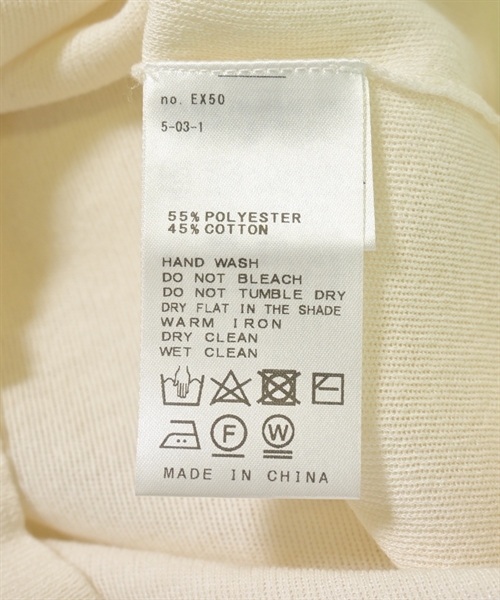 no. EX50
5-03-1
55% POLYESTER
45% COTTON
HAND WASH
DO NOT BLEACH
DO NOT TUMBLE DRY
DRY FLAT IN THE SHADE
WARM IRON
DRY CLEAN
WET CLEAN
F W
MADE IN CHINA